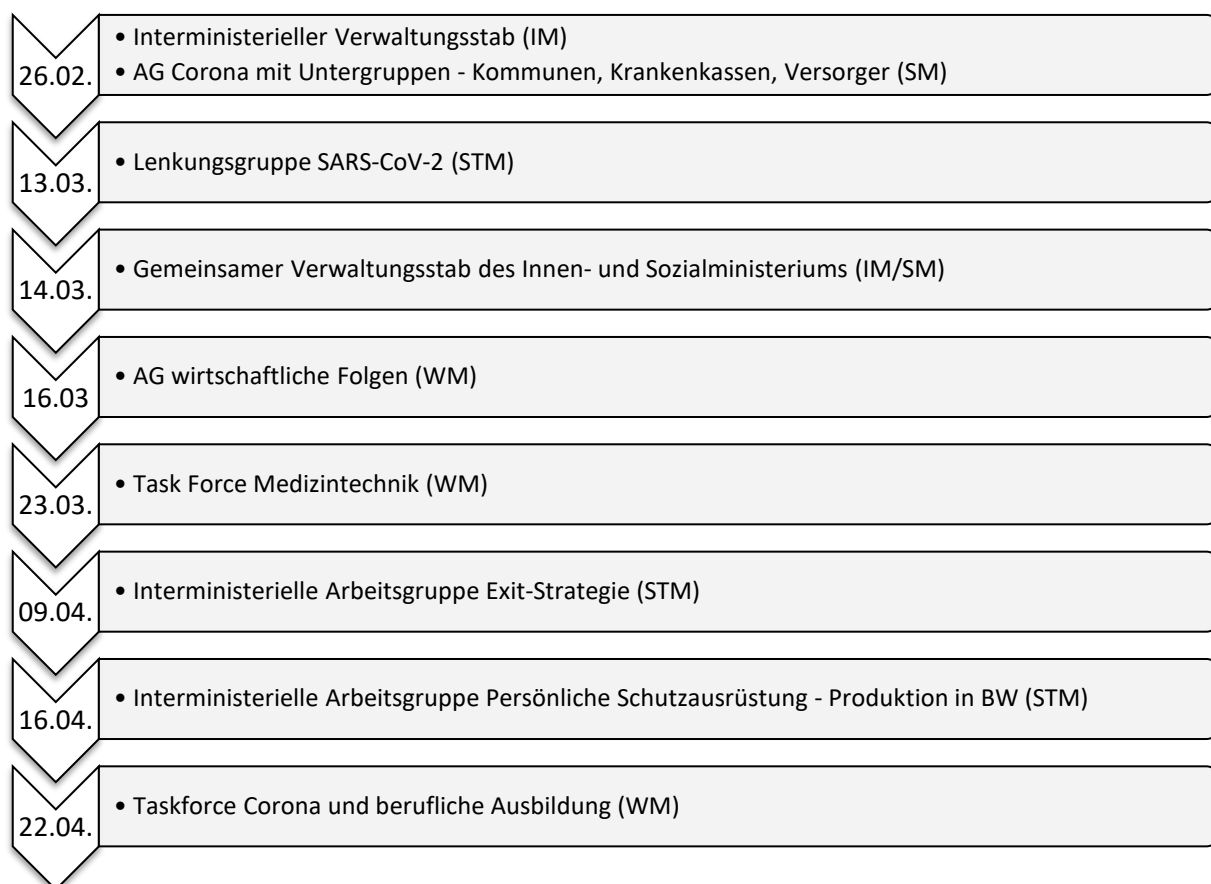 26.02.
• Interministerieller Verwaltungsstab (IM)
• AG Corona mit Untergruppen - Kommunen, Krankenkassen, Versorger (SM)
13.03.
• Lenkungsgruppe SARS-CoV-2 (STM)
14.03.
• Gemeinsamer Verwaltungsstab des Innen- und Sozialministeriums (IM/SM)
16.03
• AG wirtschaftliche Folgen (WM)
23.03.
• Task Force Medizintechnik (WM)
09.04.
• Interministerielle Arbeitsgruppe Exit-Strategie (STM)
16.04.
• Interministerielle Arbeitsgruppe Persönliche Schutzausrüstung - Produktion in BW (STM)
22.04.
• Taskforce Corona und berufliche Ausbildung (WM)